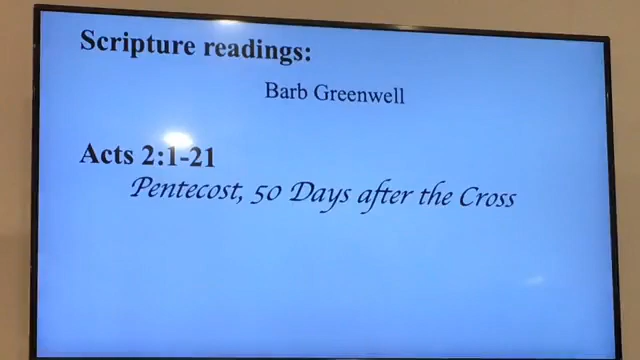 Scripture readings:
Barb Greenwell
Acts 2:1-21
Pentecost, 50 Days after the Cross